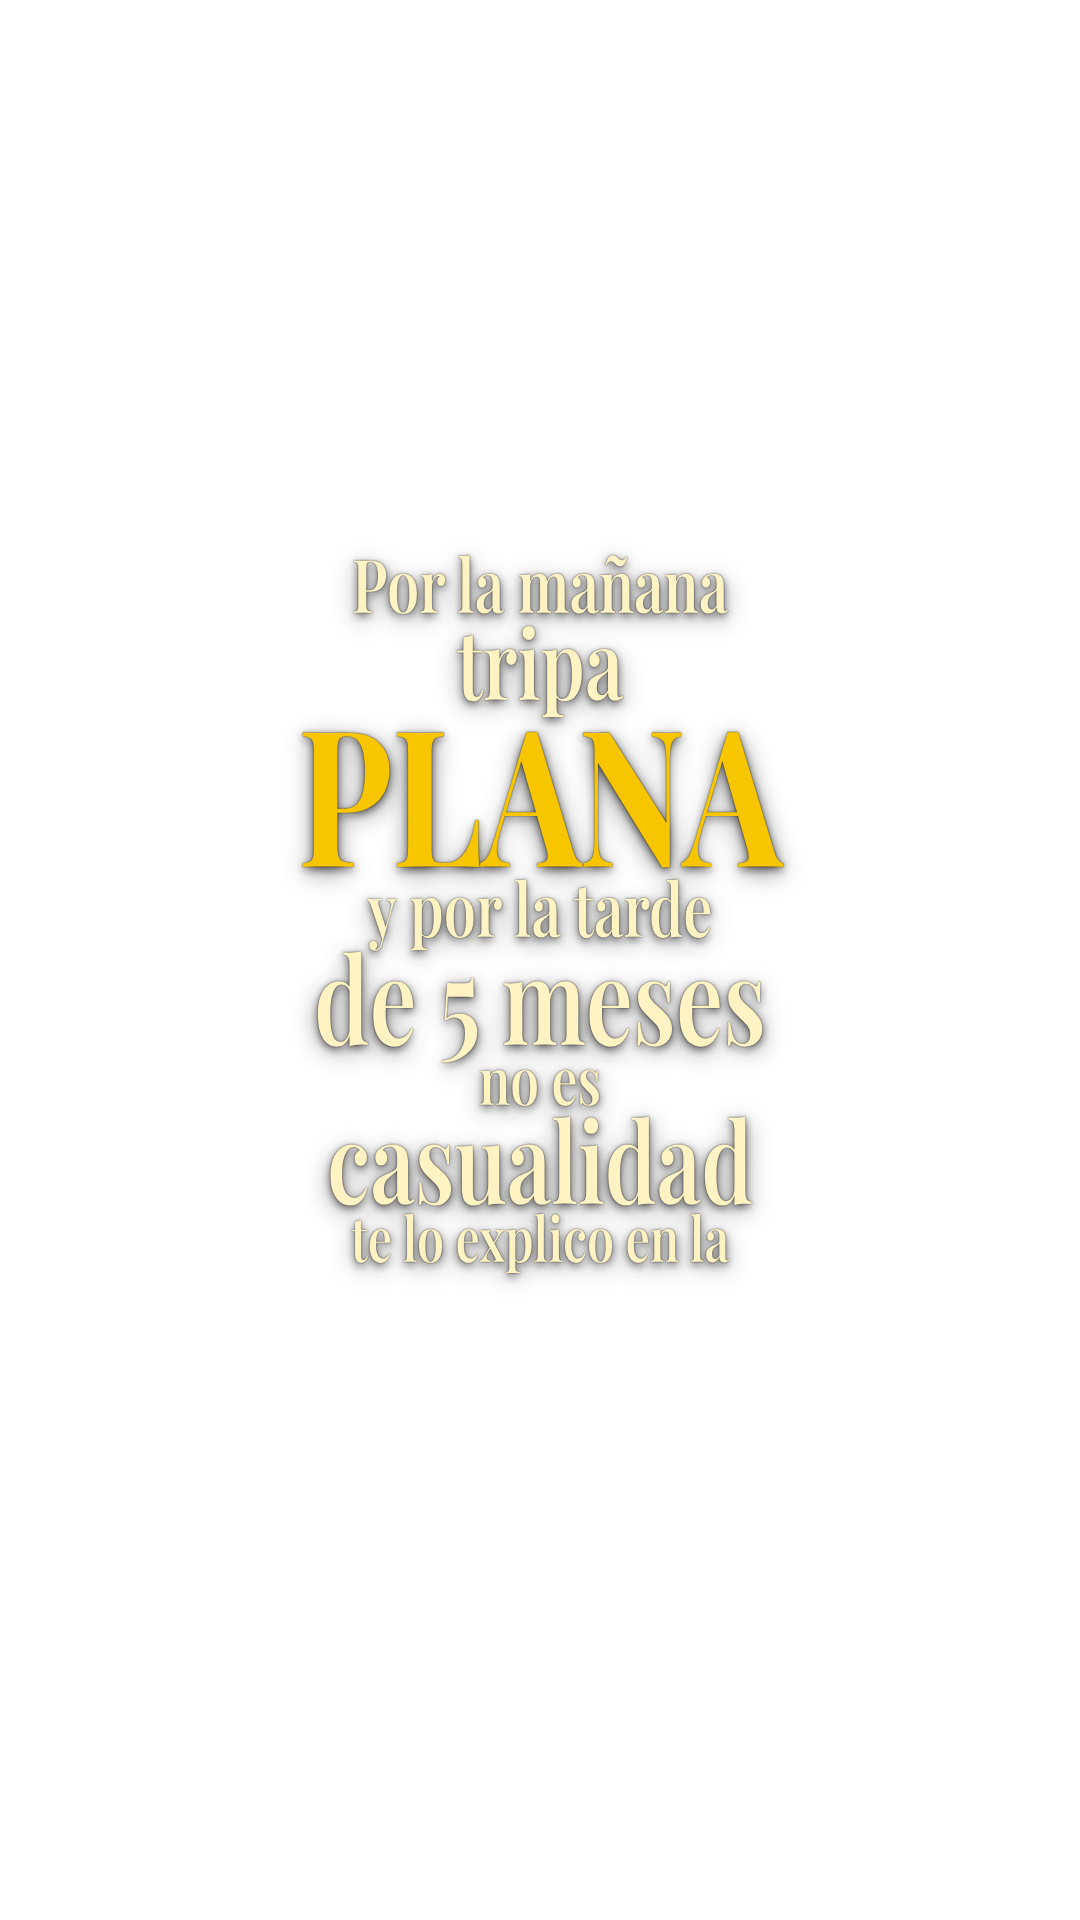 Por la mañana
tripa
PLANA
y por la tarde
de 5 meses
no es
casualidad
te lo explico en la